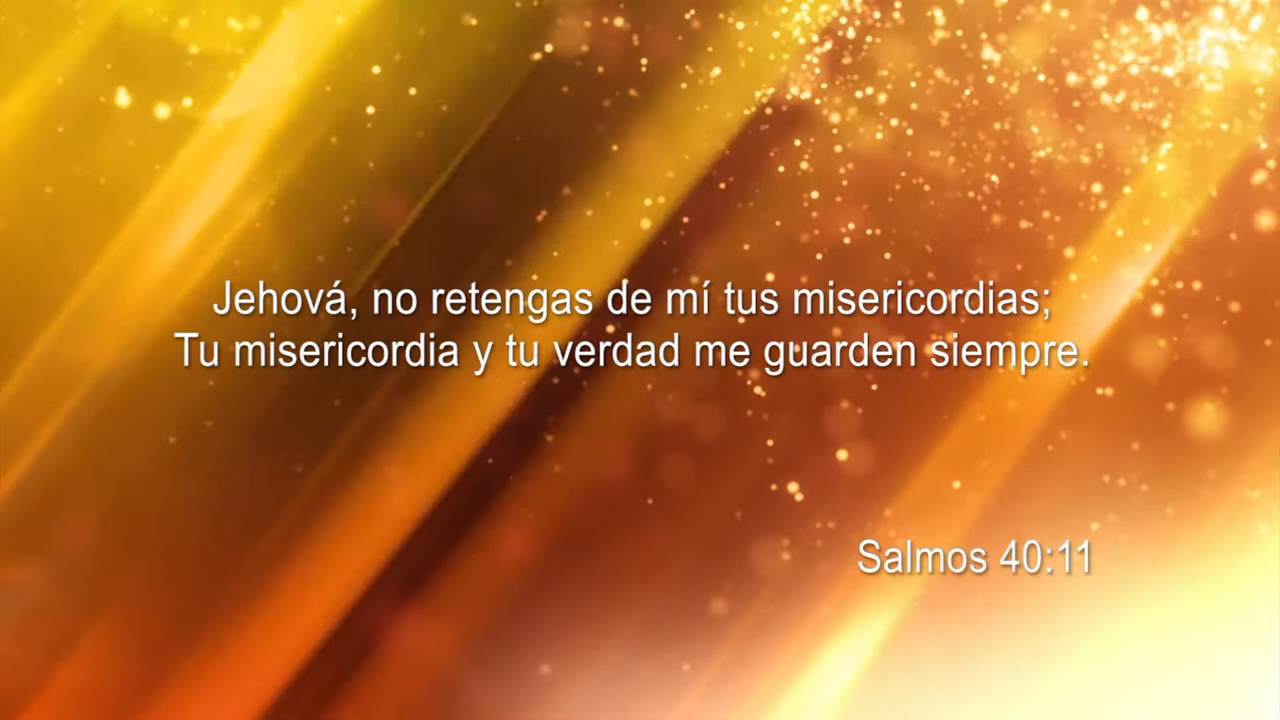 Jehová, no retengas de mí tus misericordias;
Tu misericordia y tu verdad me guarden siempre.
Salmos 40:11